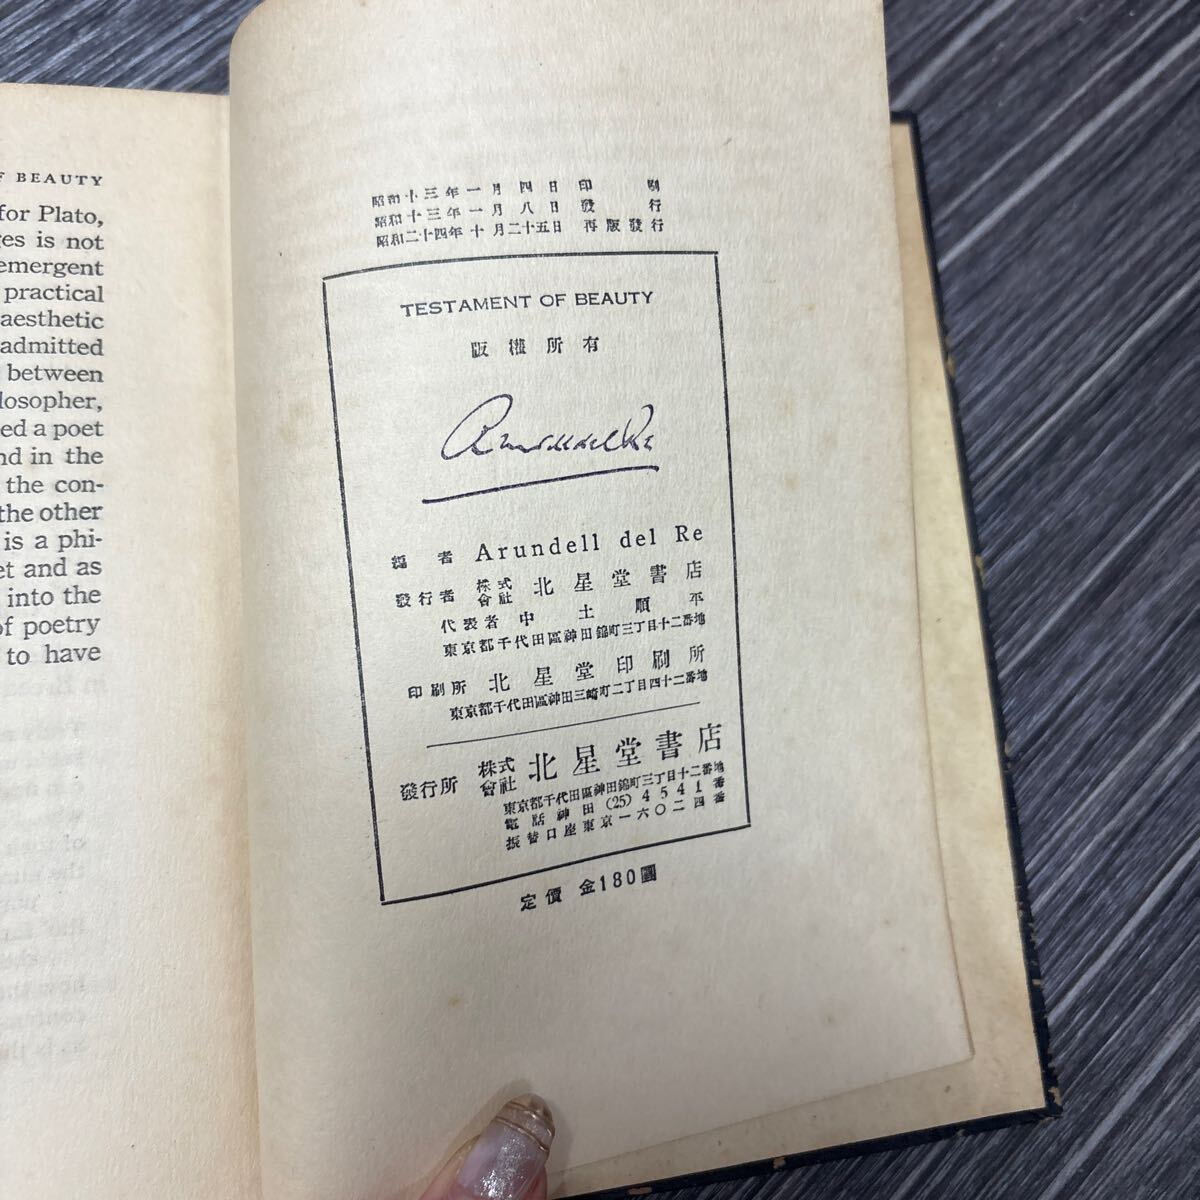 F BEAUTY
for Plato,
ges is not
emergent
practical
aesthetic
admitted
between
losopher,
ed a poet
nd in the
the con-
the other
is a phi-
et and as
into the
of poetry
to have
昭和十三年一月四日 印刷
昭和十三年一月八日 發行
昭和二十四年十月二十五日 再版發行
TESTAMENT OF BEAUTY
版權所有
Arundell del Re
編者 Arundell del Re
發行者 株式會社 北星堂書店
代表者 中土順平
東京都千代田區神田錦町三丁目十二番地
印刷所 北星堂印刷所
東京都千代田區神田三崎町二丁目四十二番地
發行所 株式會社 北星堂書店
東京都千代田區神田錦町三丁目十二番地
電話神田(25)4541番
振替口座東京一六〇二四番
定價 金180圓